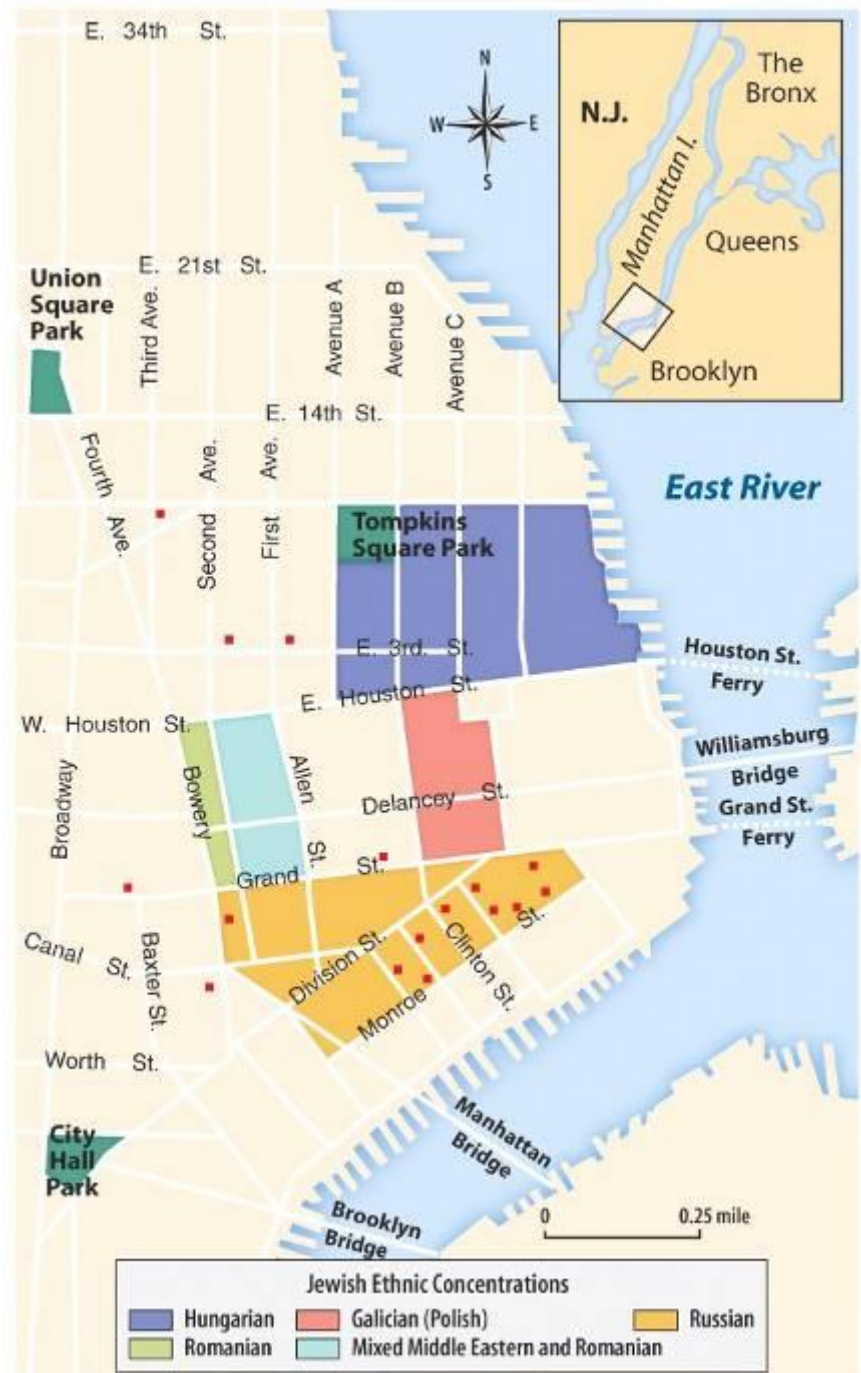 E. 34th St.
N
W E
S
N.J.
The
Bronx
Manhattan I.
Queens
Brooklyn
E. 21st St.
Union
Square
Park
Third Ave.
Avenue A
Avenue B
Avenue C
E. 14th St.
Fourth Ave.
Second Ave.
First Ave.
East River
Tompkins
Square Park
E. 3rd. St.
Houston St.
Ferry
E. Houston St.
W. Houston St.
Williamsburg
Bridge
Broadway
Bowery
Allen St.
Delancey St.
Grand St.
Ferry
Grand St.
Canal St.
Baxter St.
Division St.
Clinton St.
Monroe St.
Worth St.
City
Hall
Park
Manhattan
Bridge
Brooklyn
Bridge
0 0.25 mile
Jewish Ethnic Concentrations
Hungarian Galician (Polish) Russian
Romanian Mixed Middle Eastern and Romanian